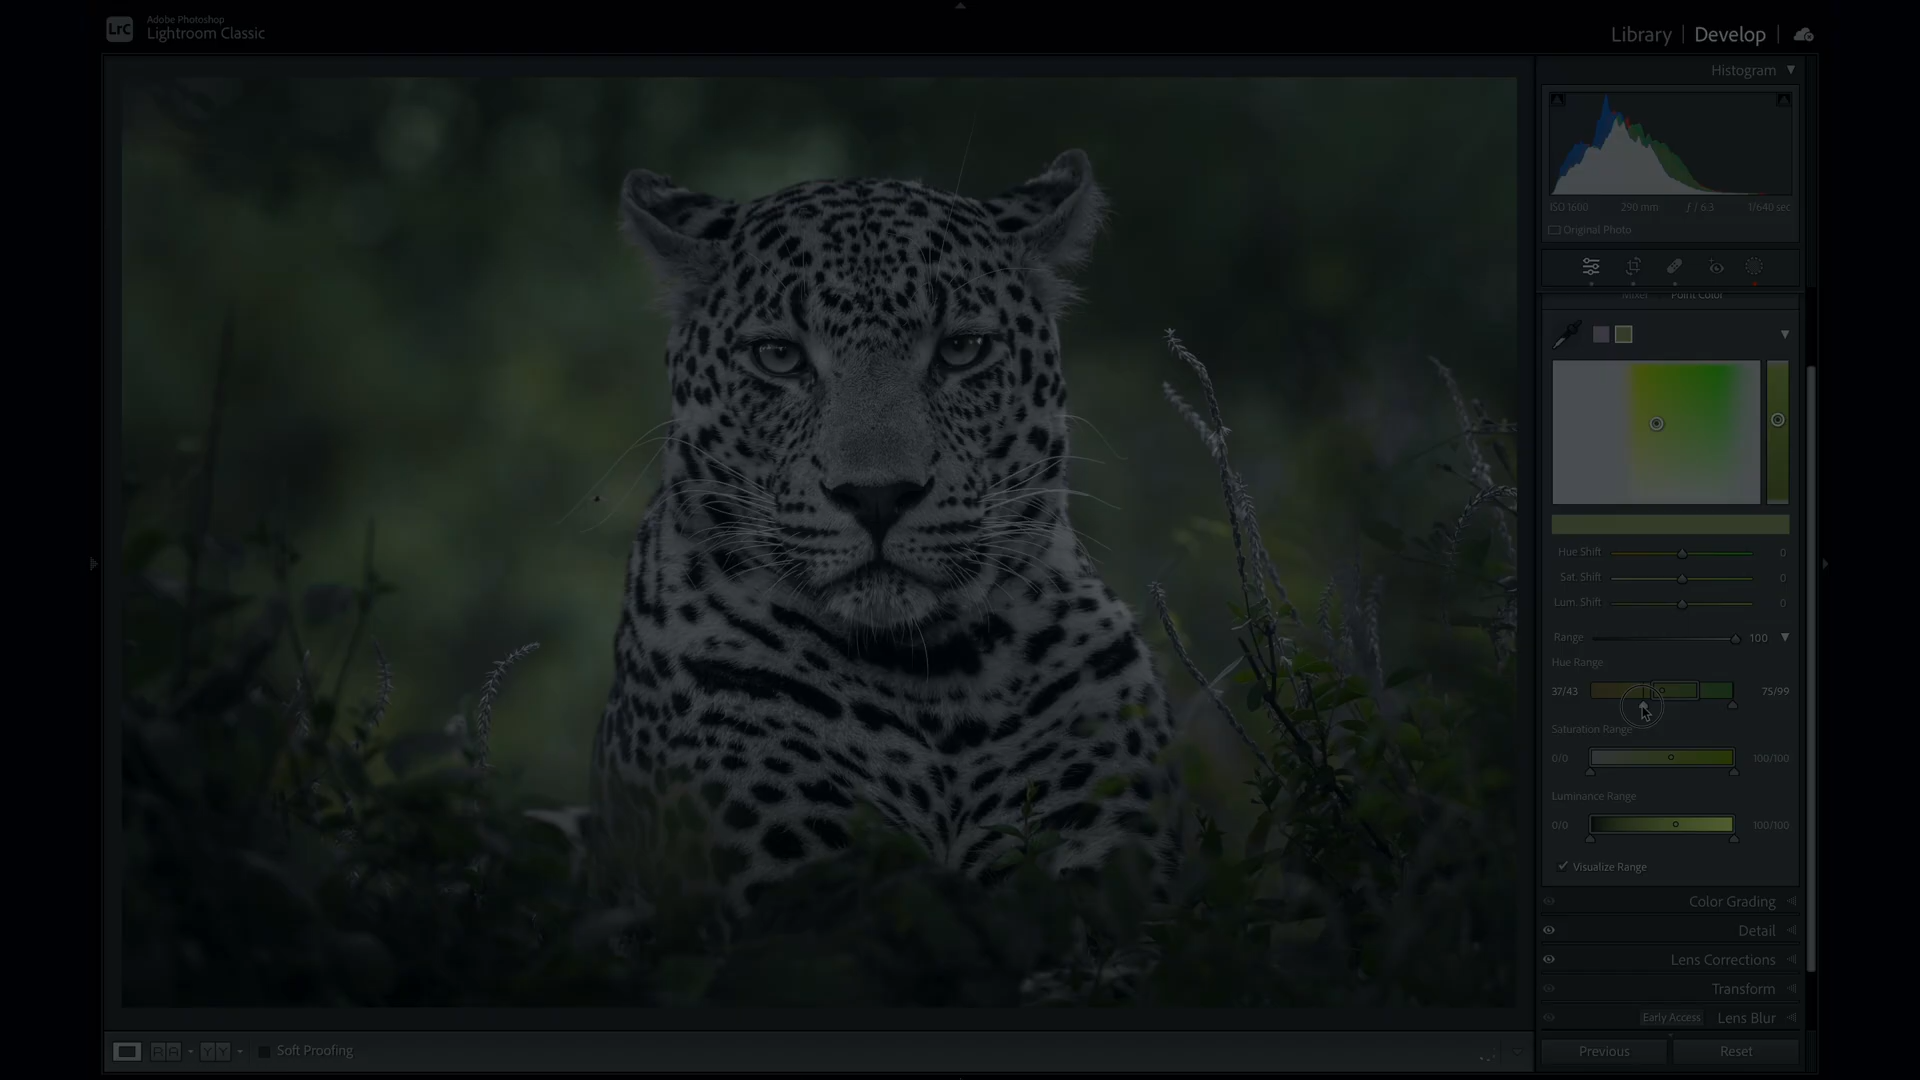 LrC
Adobe Photoshop
Lightroom Classic
Library | Develop |
Histogram
ISO 1600 290 mm ƒ / 6.3 1/640 sec
Original Photo
Mixer Point Color
Hue Shift 0
Sat. Shift 0
Lum. Shift 0
Range 100
Hue Range
37/43 75/99
Saturation Range
0/0 100/100
Luminance Range
0/0 100/100
Visualize Range
Color Grading
Detail
Lens Corrections
Transform
Early Access Lens Blur
R A Y Y Soft Proofing
Previous Reset